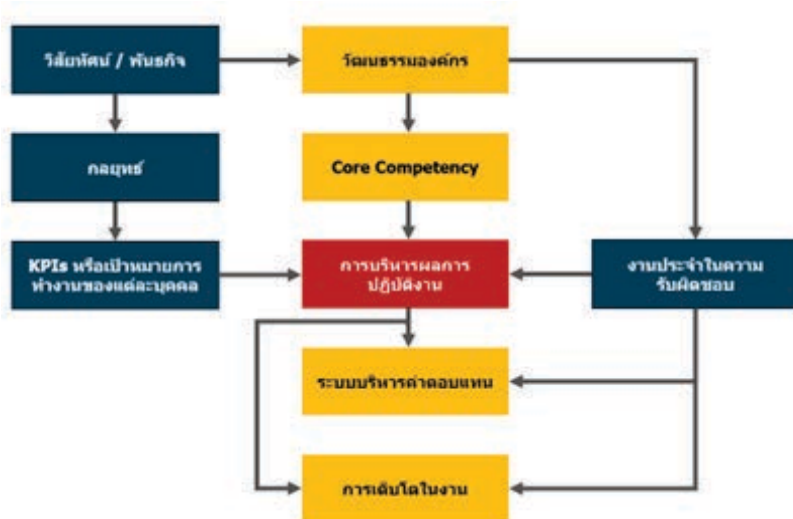 วิสัยทัศน์ / พันธกิจ
วัฒนธรรมองค์กร
กลยุทธ์
Core Competency
KPIs หรือเป้าหมายการ
ทำงานของแต่ละบุคคล
การบริหารผลการ
ปฏิบัติงาน
งานประจำในความ
รับผิดชอบ
ระบบบริหารค่าตอบแทน
การเติบโตในงาน